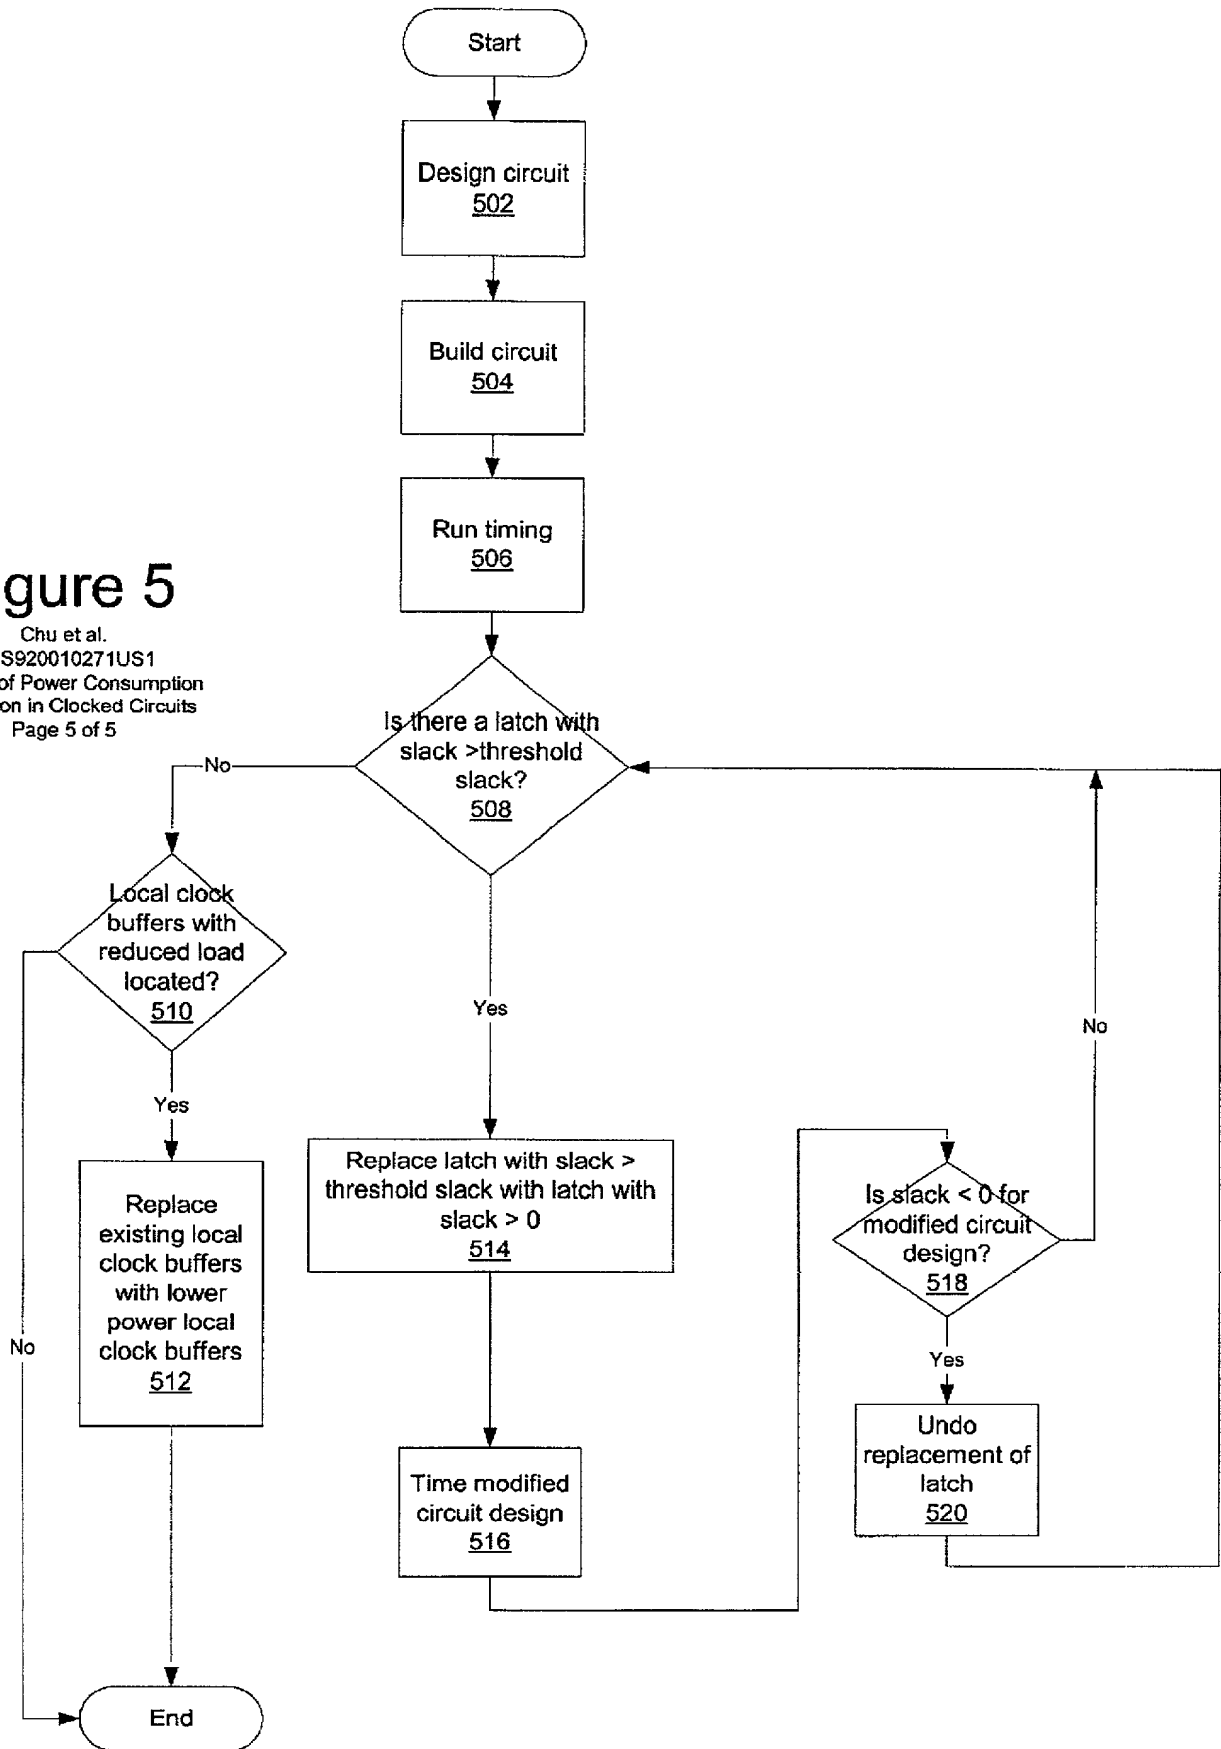 Start
Design circuit
502
Build circuit
504
Run timing
506
gure 5
Chu et al.
S920010271US1
of Power Consumption
on in Clocked Circuits
Page 5 of 5
Is there a latch with
slack >threshold
slack?
508
No
Local clock
buffers with
reduced load
located?
510
Yes
No
Yes
Replace
existing local
clock buffers
with lower
power local
clock buffers
512
No
Replace latch with slack >
threshold slack with latch with
slack > 0
514
Is slack < 0 for
modified circuit
design?
518
Yes
Time modified
circuit design
516
Undo
replacement of
latch
520
End